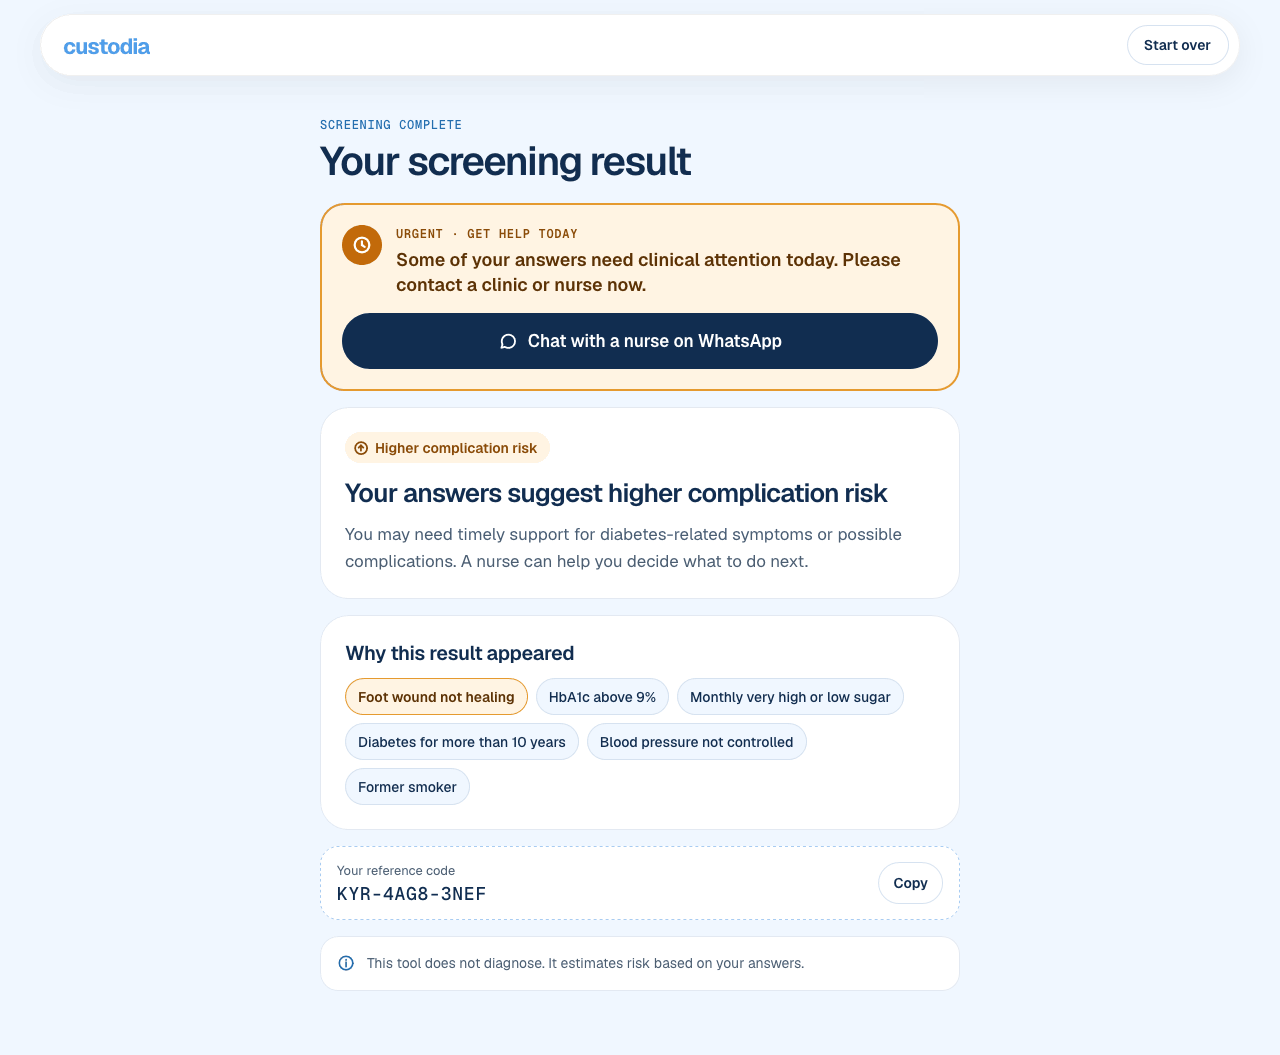 custodia
Start over
SCREENING COMPLETE
Your screening result
URGENT · GET HELP TODAY
Some of your answers need clinical attention today. Please
contact a clinic or nurse now.
Chat with a nurse on WhatsApp
Higher complication risk
Your answers suggest higher complication risk
You may need timely support for diabetes-related symptoms or possible
complications. A nurse can help you decide what to do next.
Why this result appeared
Foot wound not healing
HbA1c above 9%
Monthly very high or low sugar
Diabetes for more than 10 years
Blood pressure not controlled
Former smoker
Your reference code
KYR-4AG8-3NEF
Copy
This tool does not diagnose. It estimates risk based on your answers.